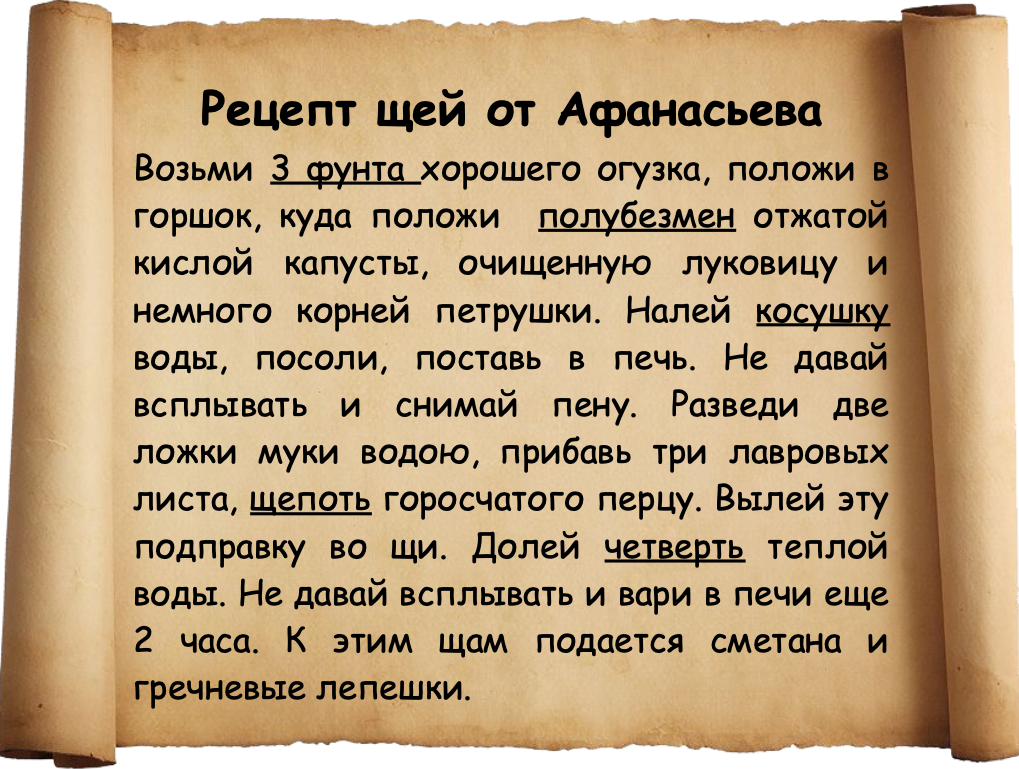 Рецепт щей от Афанасьева
Возьми 3 фунта хорошего огузка, положи в
горшок, куда положи полубезмен отжатой
кислой капусты, очищенную луковицу и
немного корней петрушки. Налей косушку
воды, посоли, поставь в печь. Не давай
всплывать и снимай пену. Разведи две
ложки муки водою, прибавь три лавровых
листа, щепоть горосчатого перцу. Вылей эту
подправку во щи. Долей четверть теплой
воды. Не давай всплывать и вари в печи еще
2 часа. К этим щам подается сметана и
гречневые лепешки.